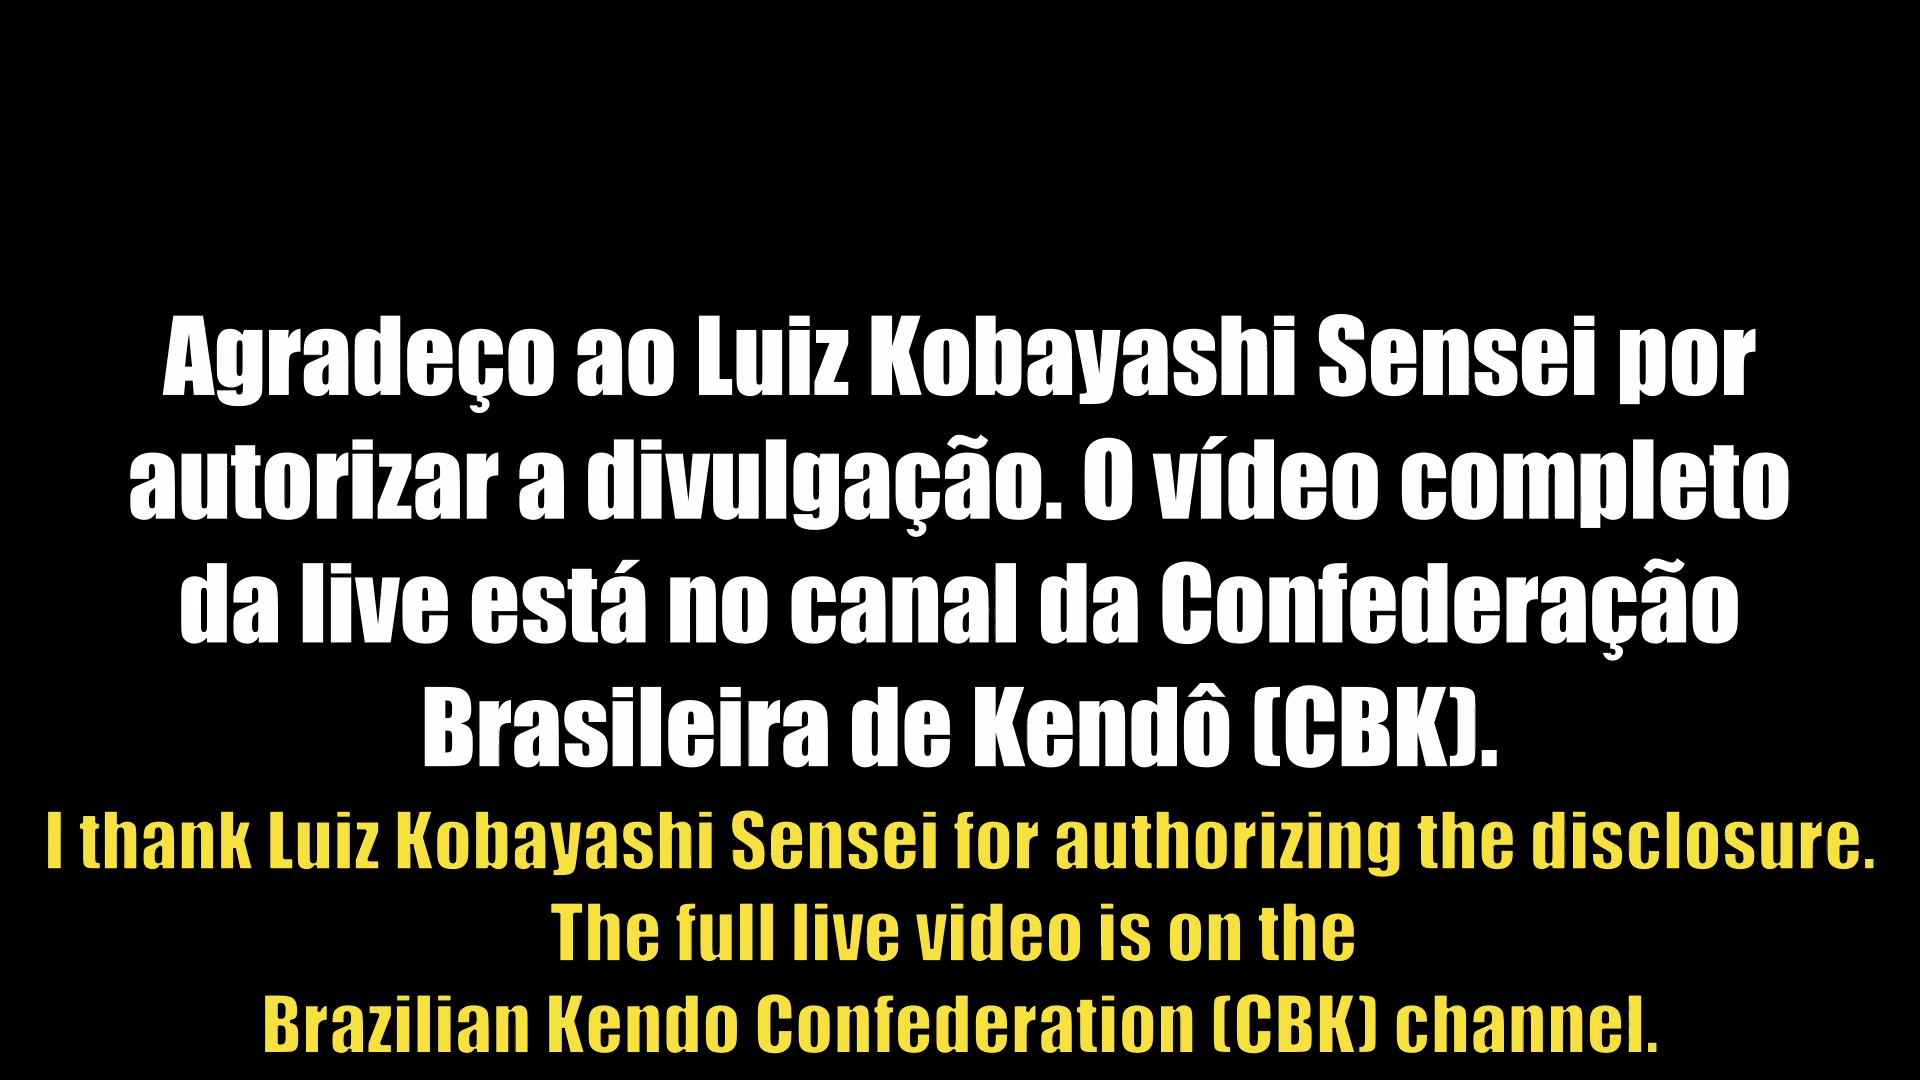 Agradeço ao Luiz Kobayashi Sensei por
autorizar a divulgação. O vídeo completo
da live está no canal da Confederação
Brasileira de Kendô (CBK).
I thank Luiz Kobayashi Sensei for authorizing the disclosure.
The full live video is on the
Brazilian Kendo Confederation (CBK) channel.